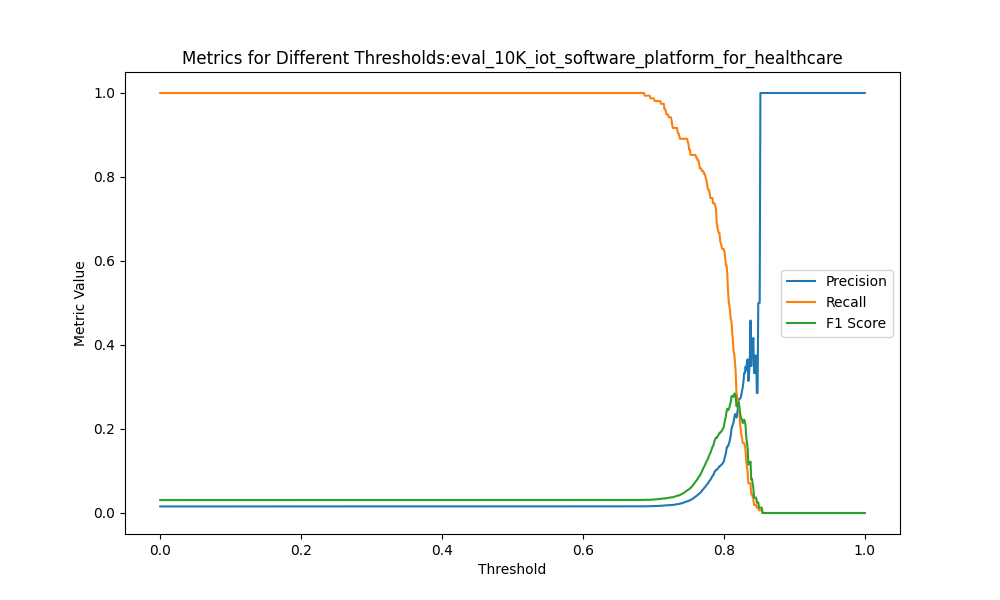 Metrics for Different Thresholds:eval_10K_iot_software_platform_for_healthcare
1.0
0.8
0.6
0.4
0.2
0.0
Metric Value
Precision
Recall
F1 Score
0.0 0.2 0.4 0.6 0.8 1.0
Threshold